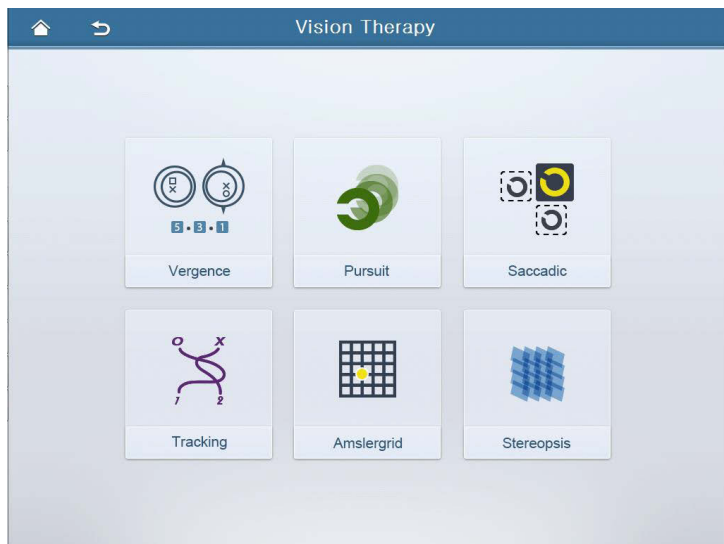 Vision Therapy
5 . 3 . 1
Vergence
Pursuit
Saccadic
O X
1 2
Tracking
Amslergrid
Stereopsis